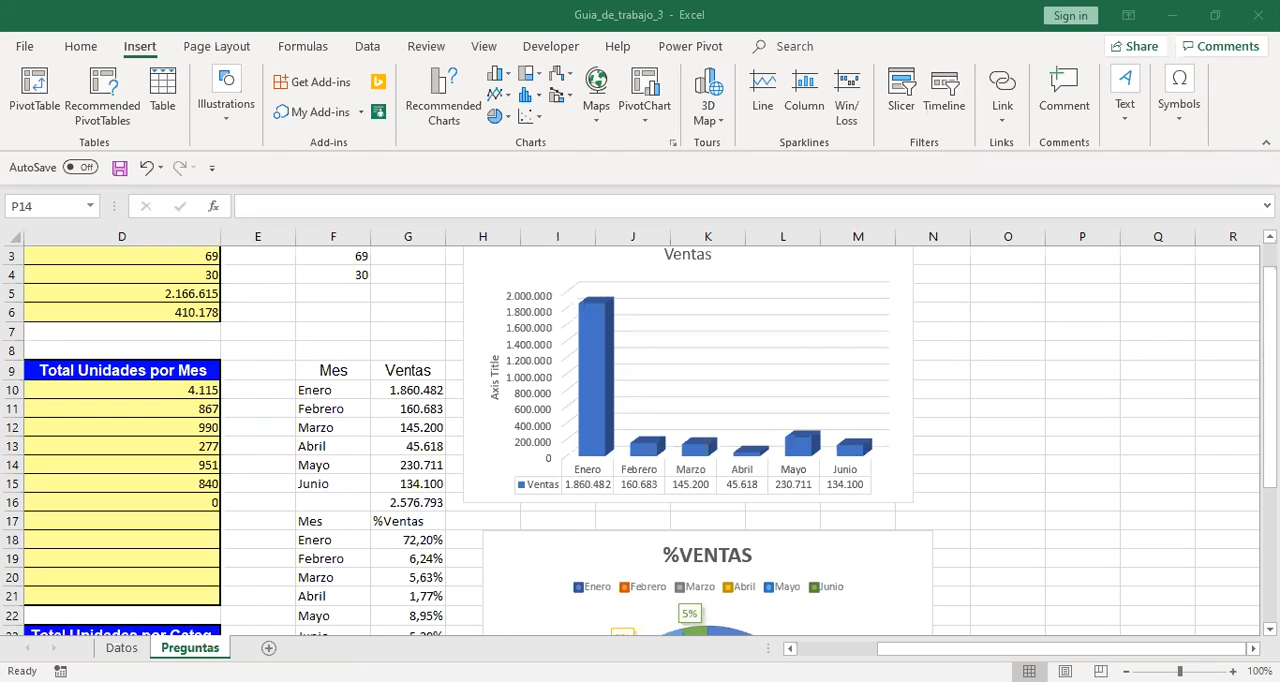 Guia_de_trabajo_3 - Excel
Sign in
File Home Insert Page Layout Formulas Data Review View Developer Help Power Pivot Search
Share Comments
PivotTable
Recommended PivotTables
Table
Illustrations
Get Add-ins
My Add-ins
Recommended Charts
Maps
PivotChart
3D Map
Line
Column
Win/Loss
Slicer
Timeline
Link
Comment
Text
Symbols
Tables Add-ins Charts Tours Sparklines Filters Links Comments
AutoSave Off
P14 fx
D E F G H I J K L M N O P Q R
3 69 69
4 30 30
5 2.166.615
6 410.178
7
8
9 Total Unidades por Mes Mes Ventas
10 4.115 Enero 1.860.482
11 867 Febrero 160.683
12 990 Marzo 145.200
13 277 Abril 45.618
14 951 Mayo 230.711
15 840 Junio 134.100
16 0 2.576.793
17 Mes %Ventas
18 Enero 72,20%
19 Febrero 6,24%
20 Marzo 5,63%
21 Abril 1,77%
22 Mayo 8,95%
Total Unidades por Categ
Junio 5,20%
Ventas
Axis Title
2.000.000
1.800.000
1.600.000
1.400.000
1.200.000
1.000.000
800.000
600.000
400.000
200.000
0
Enero Febrero Marzo Abril Mayo Junio
Ventas 1.860.482 160.683 145.200 45.618 230.711 134.100
%VENTAS
Enero Febrero Marzo Abril Mayo Junio
5%
Datos Preguntas
Ready
100%